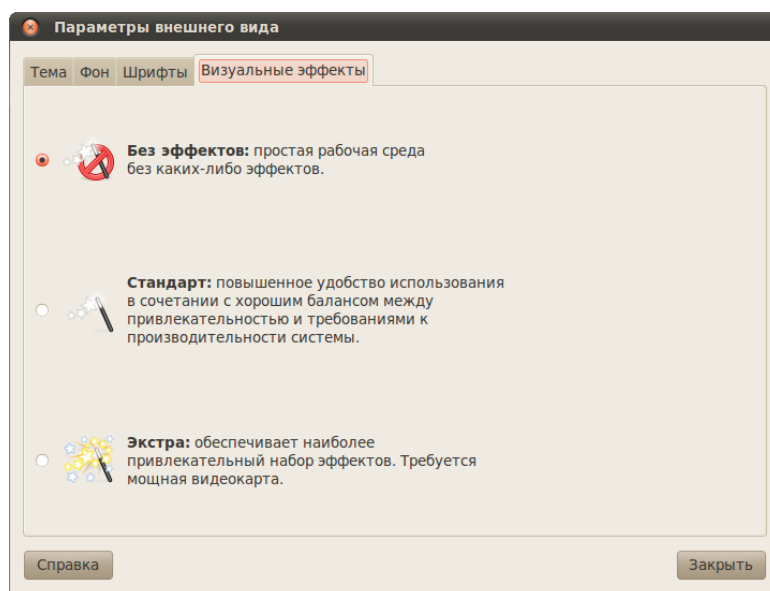 Параметры внешнего вида
Тема Фон Шрифты Визуальные эффекты
Без эффектов: простая рабочая среда
без каких-либо эффектов.
Стандарт: повышенное удобство использования
в сочетании с хорошим балансом между
привлекательностью и требованиями к
производительности системы.
Экстра: обеспечивает наиболее
привлекательный набор эффектов. Требуется
мощная видеокарта.
Справка Закрыть